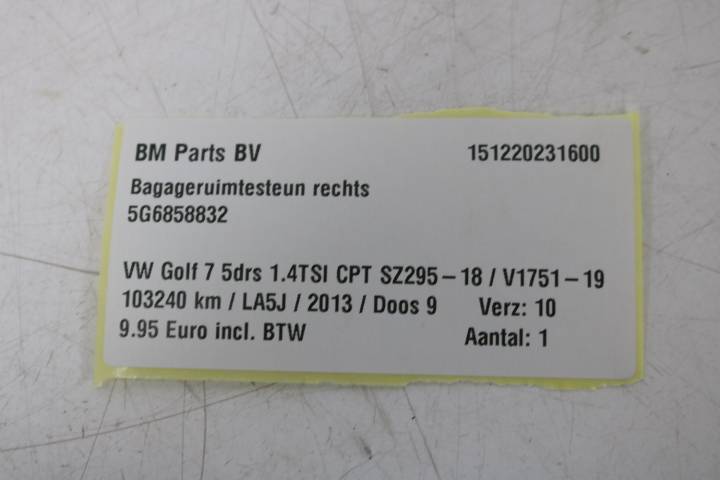 BM Parts BV 151220231600
Bagageruimtesteun rechts
5G6858832
VW Golf 7 5drs 1.4TSI CPT SZ295-18 / V1751-19
103240 km / LA5J / 2013 / Doos 9 Verz: 10
9.95 Euro incl. BTW Aantal: 1